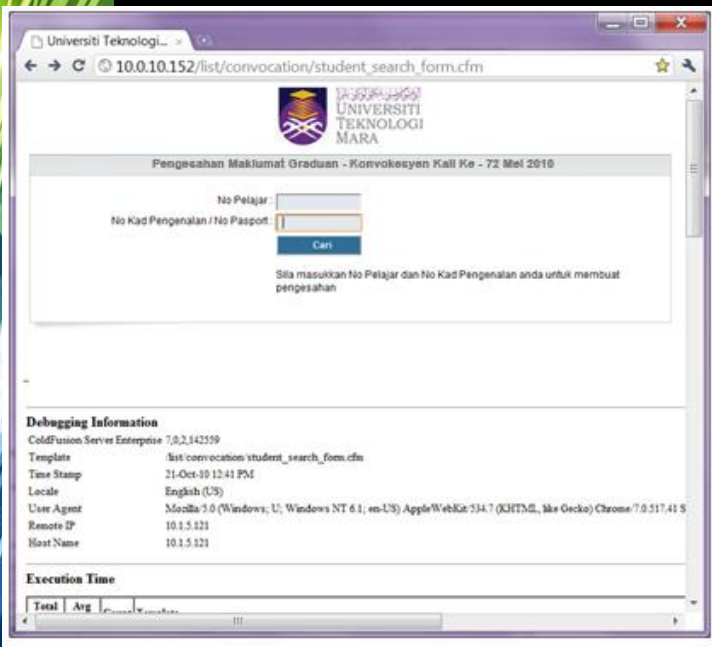 Universiti Teknologi...
10.0.10.152/list/convocation/student_search_form.cfm
UNIVERSITI
TEKNOLOGI
MARA
Pengesahan Maklumat Graduan - Konvokesyen Kali Ke - 72 Mei 2010
No Pelajar :
No Kad Pengenalan / No Pasport :
Cari
Sila masukkan No Pelajar dan No Kad Pengenalan anda untuk membuat
pengesahan
~
Debugging Information
ColdFusion Server Enterprise 7,0,2,142559
Template /list/convocation/student_search_form.cfm
Time Stamp 21-Oct-10 12:41 PM
Locale English (US)
User Agent Mozilla/5.0 (Windows; U; Windows NT 6.1; en-US) AppleWebKit/534.7 (KHTML, like Gecko) Chrome/7.0.517.41 S
Remote IP 10.1.5.121
Host Name 10.1.5.121
Execution Time
Total Avg Count Template